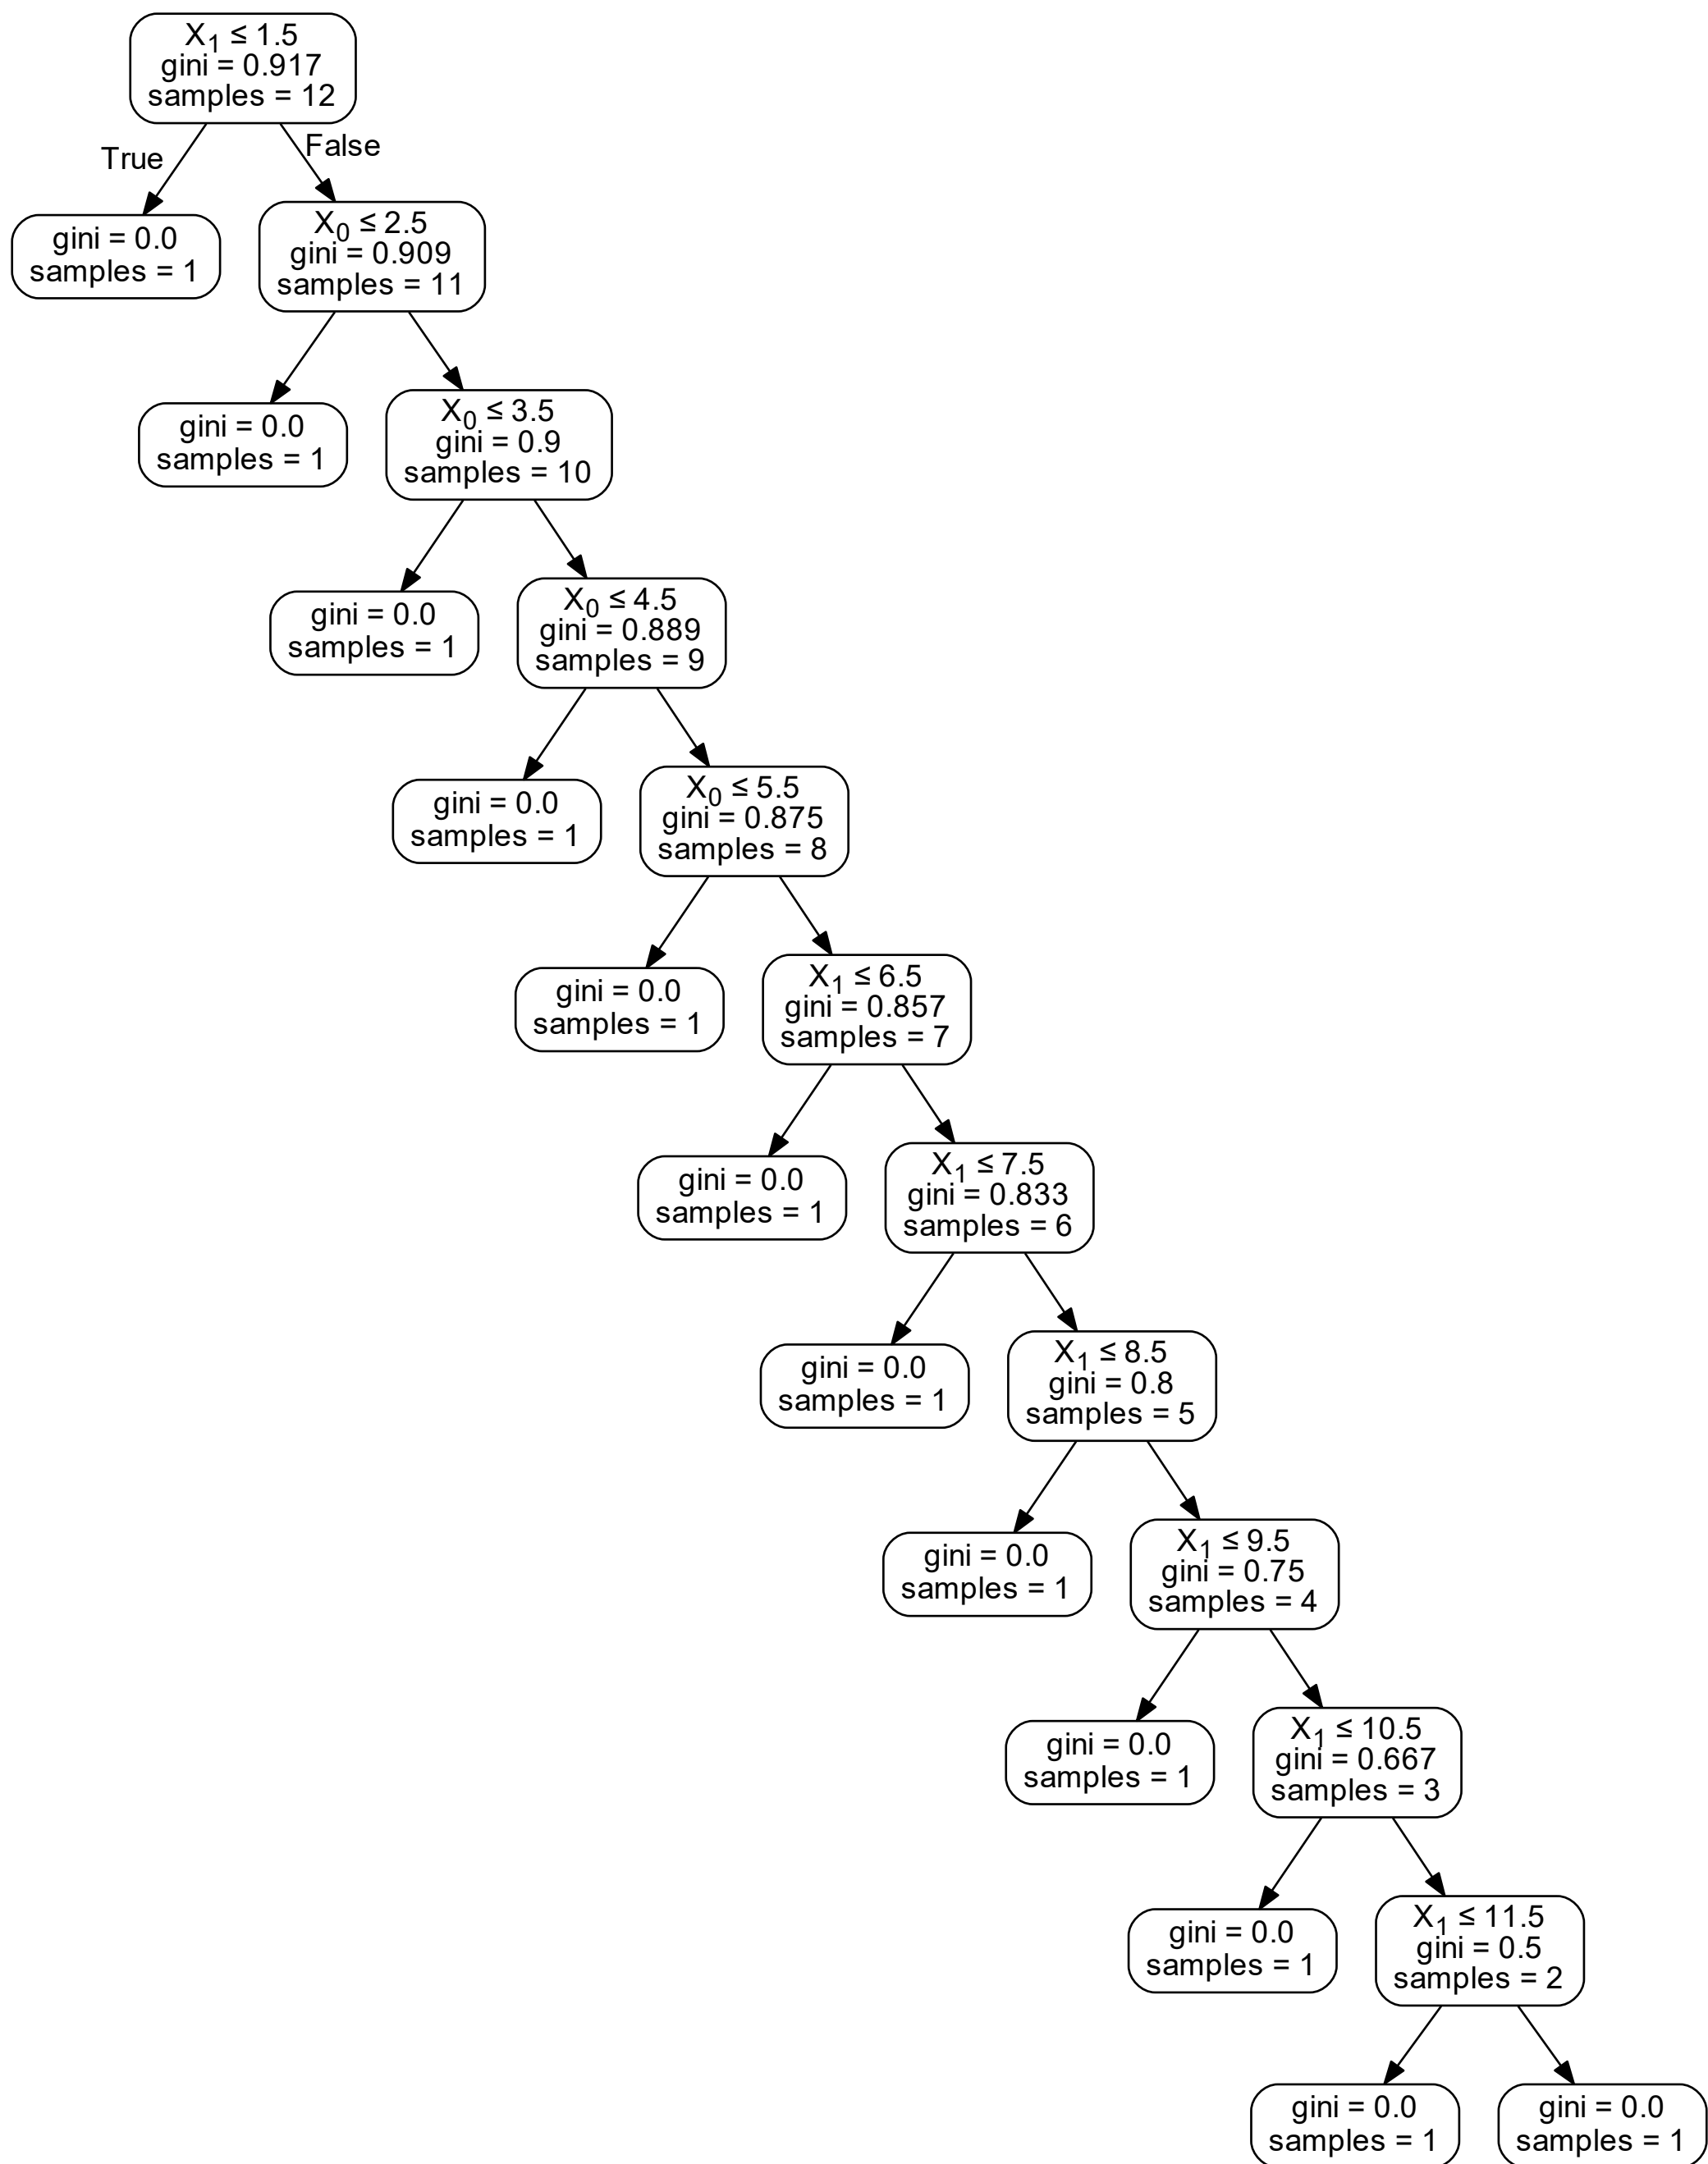 X₁ ≤ 1.5
gini = 0.917
samples = 12
True
False
gini = 0.0
samples = 1
X₀ ≤ 2.5
gini = 0.909
samples = 11
gini = 0.0
samples = 1
X₀ ≤ 3.5
gini = 0.9
samples = 10
gini = 0.0
samples = 1
X₀ ≤ 4.5
gini = 0.889
samples = 9
gini = 0.0
samples = 1
X₀ ≤ 5.5
gini = 0.875
samples = 8
gini = 0.0
samples = 1
X₁ ≤ 6.5
gini = 0.857
samples = 7
gini = 0.0
samples = 1
X₁ ≤ 7.5
gini = 0.833
samples = 6
gini = 0.0
samples = 1
X₁ ≤ 8.5
gini = 0.8
samples = 5
gini = 0.0
samples = 1
X₁ ≤ 9.5
gini = 0.75
samples = 4
gini = 0.0
samples = 1
X₁ ≤ 10.5
gini = 0.667
samples = 3
gini = 0.0
samples = 1
X₁ ≤ 11.5
gini = 0.5
samples = 2
gini = 0.0
samples = 1
gini = 0.0
samples = 1